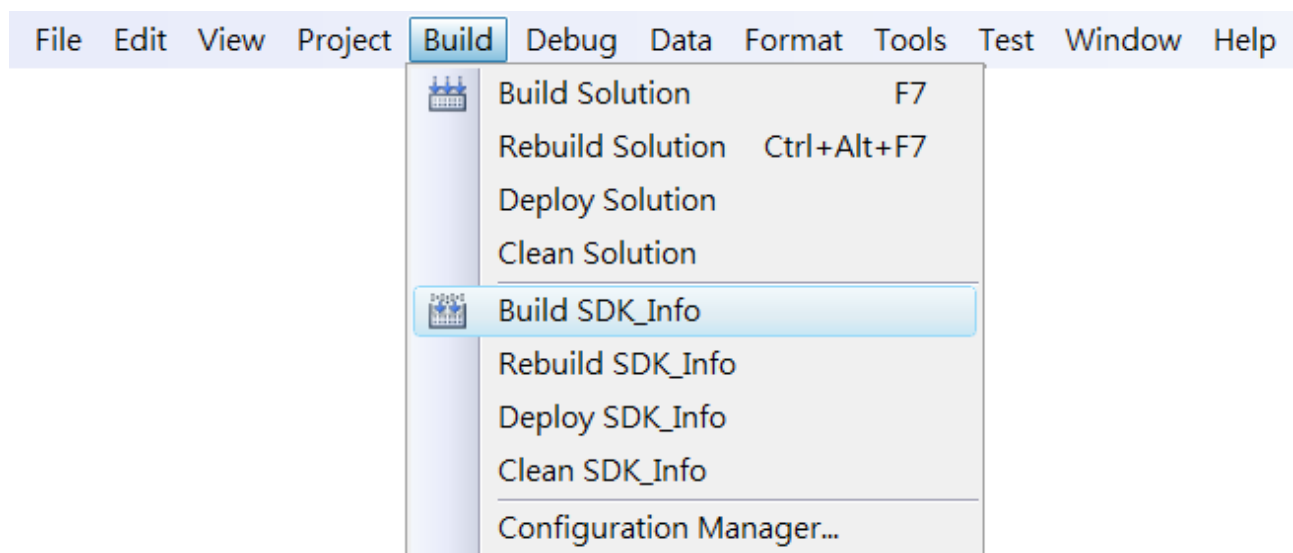 File Edit View Project Build Debug Data Format Tools Test Window Help
Build Solution F7
Rebuild Solution Ctrl+Alt+F7
Deploy Solution
Clean Solution
Build SDK_Info
Rebuild SDK_Info
Deploy SDK_Info
Clean SDK_Info
Configuration Manager...